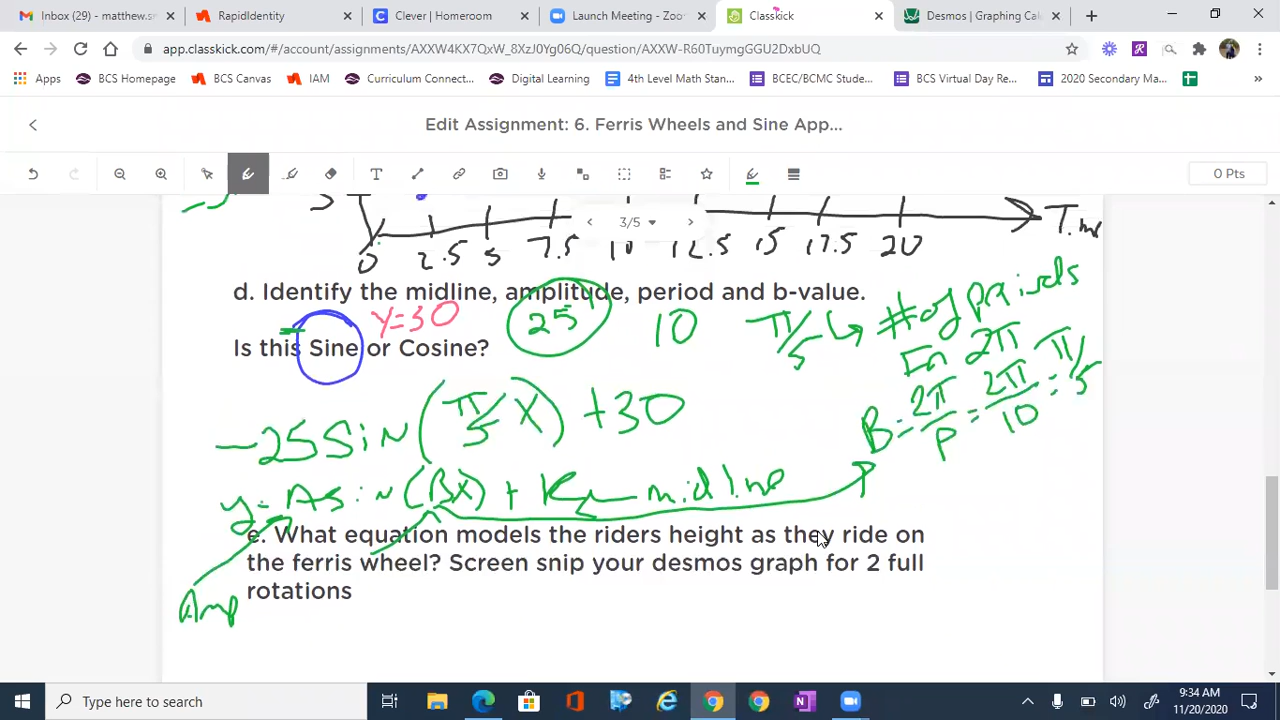 Inbox (29) - matthew.s
RapidIdentity
Clever | Homeroom
Launch Meeting - Zoo
Classkick
Desmos | Graphing Cal
app.classkick.com/#/account/assignments/AXXW4KX7QxW_8XzJ0Yg06Q/question/AXXW-R60TuymgGGU2DxbUQ
Apps
BCS Homepage
BCS Canvas
IAM
Curriculum Connect...
Digital Learning
4th Level Math Stan...
BCEC/BCMC Stude...
BCS Virtual Day Re...
2020 Secondary Ma...
»
Edit Assignment: 6. Ferris Wheels and Sine App...
0 Pts
3/5
5
0 2.5 5 7.5 10 12.5 15 17.5 20
d. Identify the midline, amplitude, period and b-value.
y=30 25 10 π/5 # of periods
In 2π
Is this Sine or Cosine?
B = 2π/P = 2π/10 = π/5
-25 Sin (π/5 X) +30
y = A Sin (BX) + K midline
e. What equation models the riders height as they ride on
the ferris wheel? Screen snip your desmos graph for 2 full
rotations
Amp
Type here to search
9:34 AM
11/20/2020